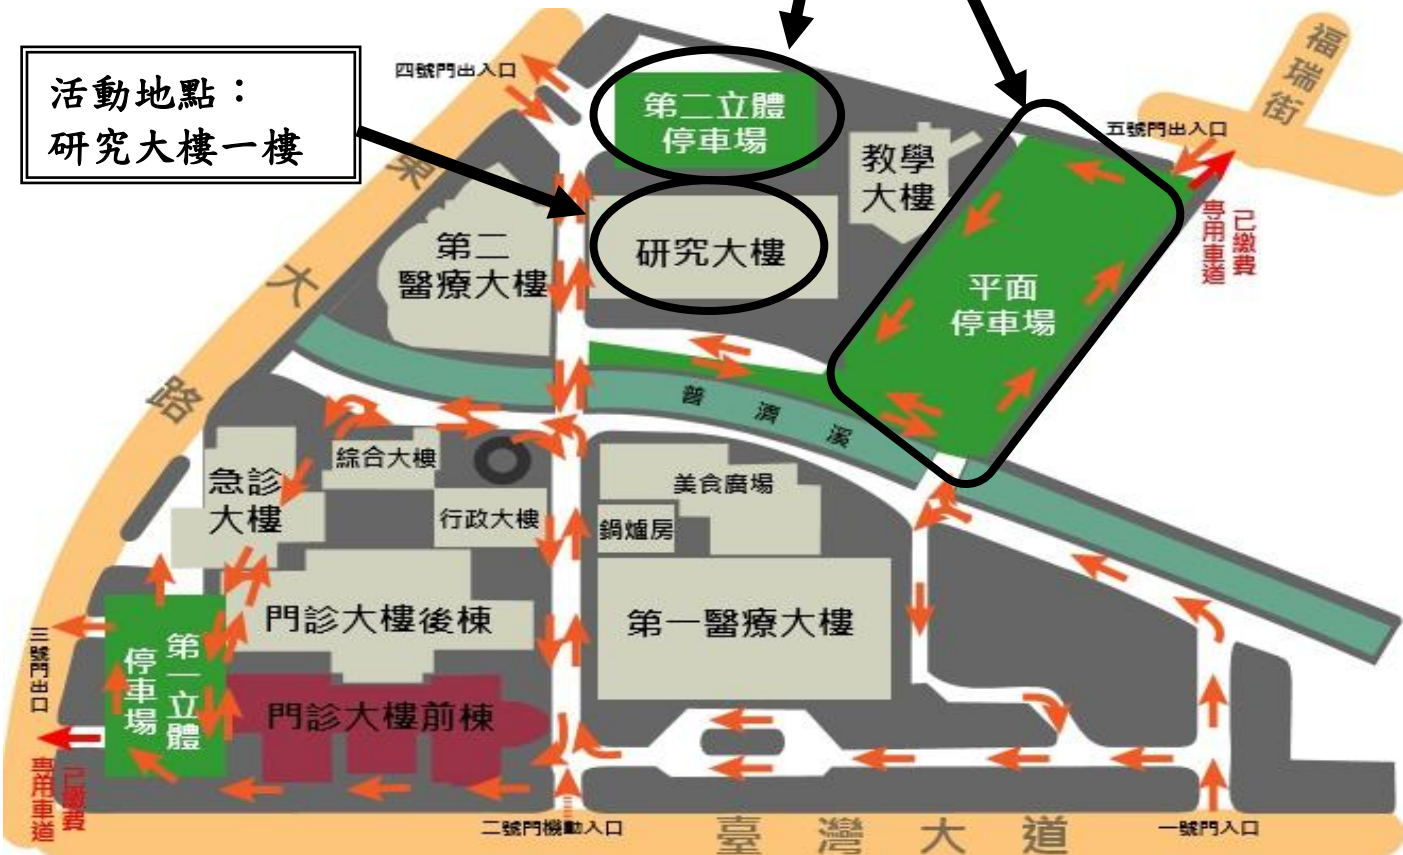 活動地點：
研究大樓一樓
四號門出入口
第二立體
停車場
福瑞街
五號門出入口
教學
大樓
已繳費
專用車道
東大路
第二
醫療大樓
研究大樓
平面
停車場
普濟溪
綜合大樓
急診
大樓
行政大樓
美食廣場
鍋爐房
門診大樓後棟
第一醫療大樓
三號門出口
第一立體
停車場
門診大樓前棟
已繳費
專用車道
二號門機動入口
臺灣大道
一號門入口